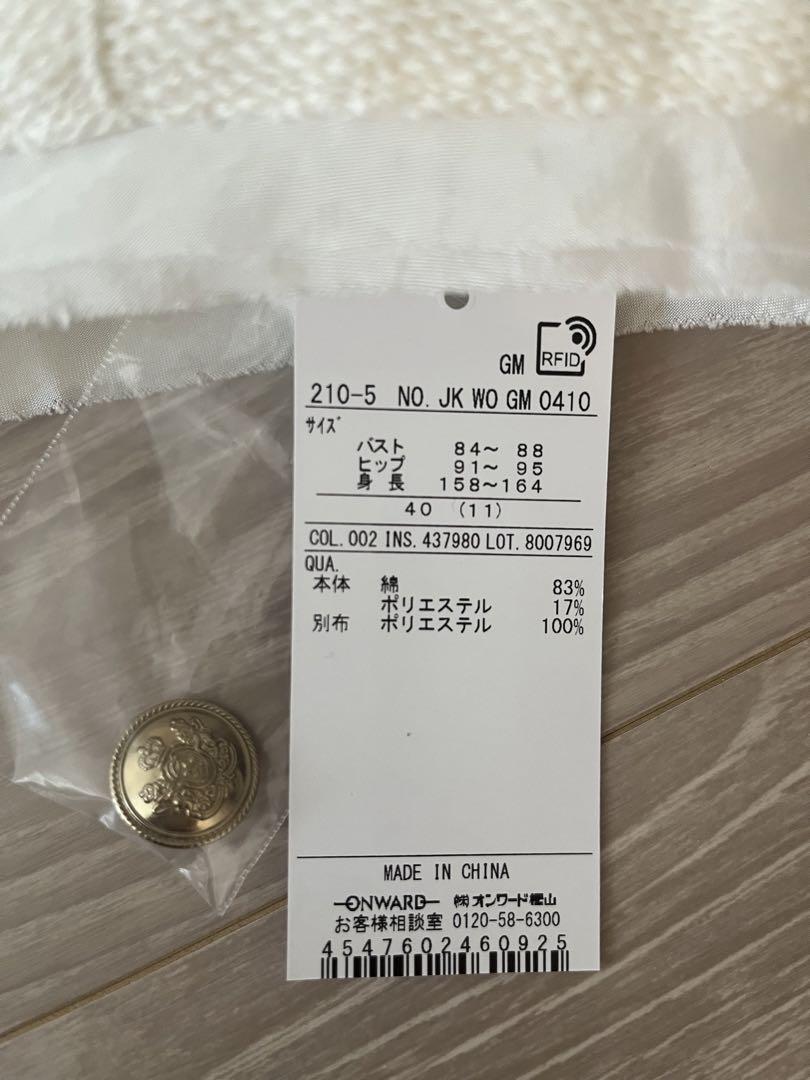 GM RFID
210-5 NO. JK WO GM 0410
サイズ
バスト 84～ 88
ヒップ 91～ 95
身 長 158～164
40 (11)
COL. 002 INS. 437980 LOT. 8007969
QUA.
本体 綿 83%
ポリエステル 17%
別布 ポリエステル 100%
MADE IN CHINA
ONWARD ㈱オンワード樫山
お客様相談室 0120-58-6300
4547602460925